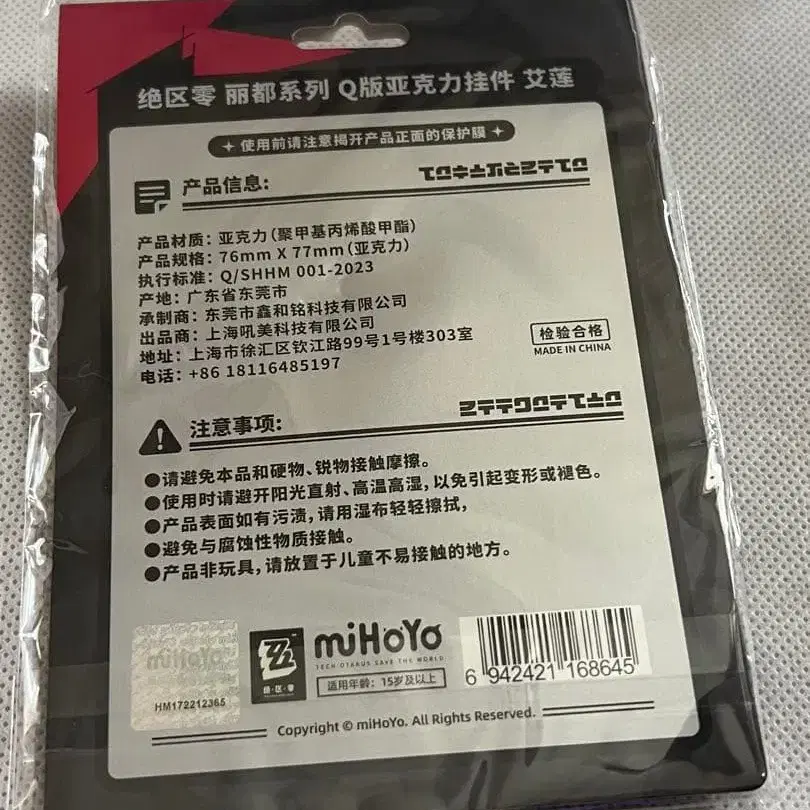 绝区零 丽都系列 Q版亚克力挂件 艾莲
使用前请注意揭开产品正面的保护膜
产品信息:
产品材质：亚克力（聚甲基丙烯酸甲酯）
产品规格：76mm X 77mm（亚克力）
执行标准：Q/SHHM 001-2023
产地：广东省东莞市
承制商：东莞市鑫和铭科技有限公司
出品商：上海吼美科技有限公司
地址：上海市徐汇区钦江路99号1号楼303室
电话：+86 18116485197
检验合格
MADE IN CHINA
注意事项:
●请避免本品和硬物、锐物接触摩擦。
●使用时请避开阳光直射、高温高湿，以免引起变形或褪色。
●产品表面如有污渍，请用湿布轻轻擦拭，
●避免与腐蚀性物质接触。
●产品非玩具，请放置于儿童不易接触的地方。
miHoYo
HM172212365
绝·区·零
miHoYo
TECH OTAKUS SAVE THE WORLD
适用年龄：15岁及以上
6 942421 168645
Copyright © miHoYo. All Rights Reserved.